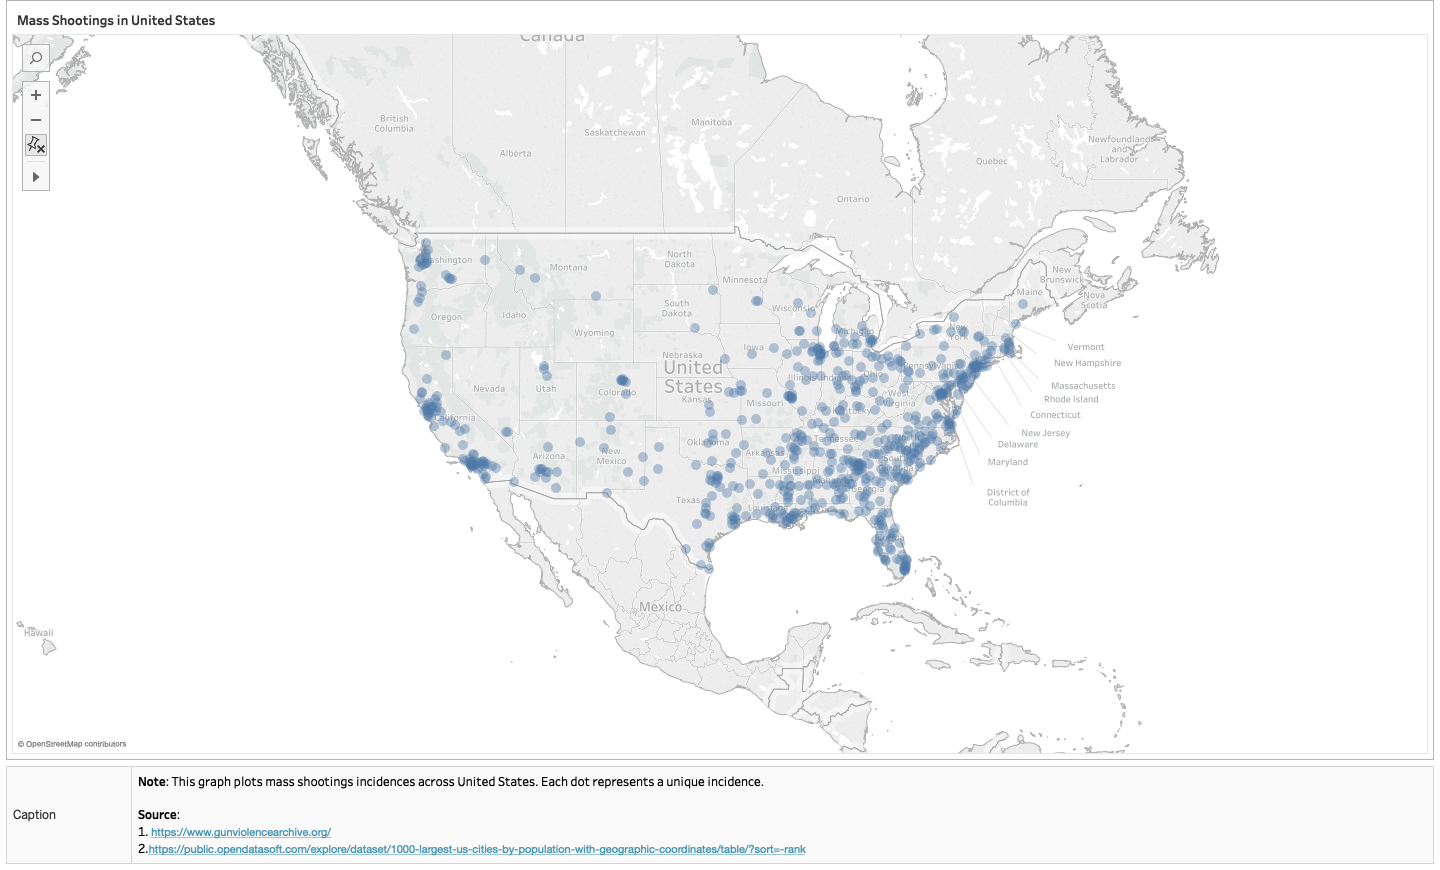 Mass Shootings in United States
Canada
British
Columbia
Alberta
Saskatchewan
Manitoba
Ontario
Quebec
Newfoundland
and
Labrador
New
Brunswick
Nova
Scotia
Maine
Washington
Montana
North
Dakota
Minnesota
Oregon
Idaho
South
Dakota
Wisconsin
Michigan
New
York
Wyoming
Iowa
Nebraska
Pennsylvania
Vermont
New Hampshire
Massachusetts
Rhode Island
Connecticut
New Jersey
Delaware
Maryland
District of
Columbia
United
States
Nevada
Utah
Colorado
Kansas
Missouri
Illinois
Indiana
Ohio
West
Virginia
Kentucky
California
Arizona
New
Mexico
Oklahoma
Arkansas
Tennessee
Mississippi
Georgia
Texas
Louisiana
Mexico
Hawaii
© OpenStreetMap contributors
Caption
Note: This graph plots mass shootings incidences across United States. Each dot represents a unique incidence.
Source:
1. https://www.gunviolencearchive.org/
2.https://public.opendatasoft.com/explore/dataset/1000-largest-us-cities-by-population-with-geographic-coordinates/table/?sort=-rank